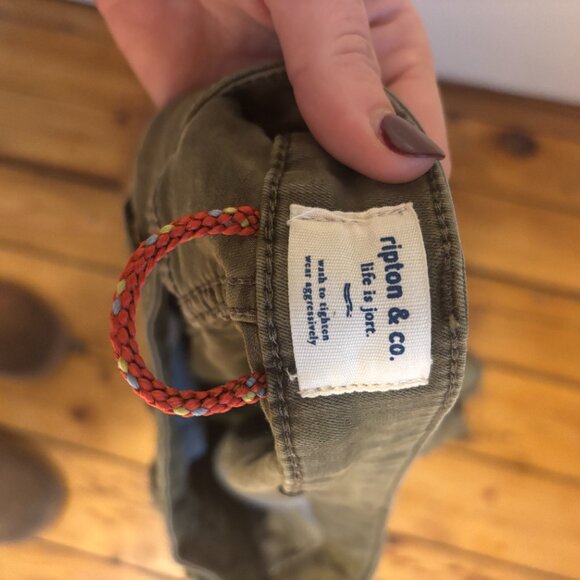 ripton & co.
life is jort.
wash to tighten
wear aggressively